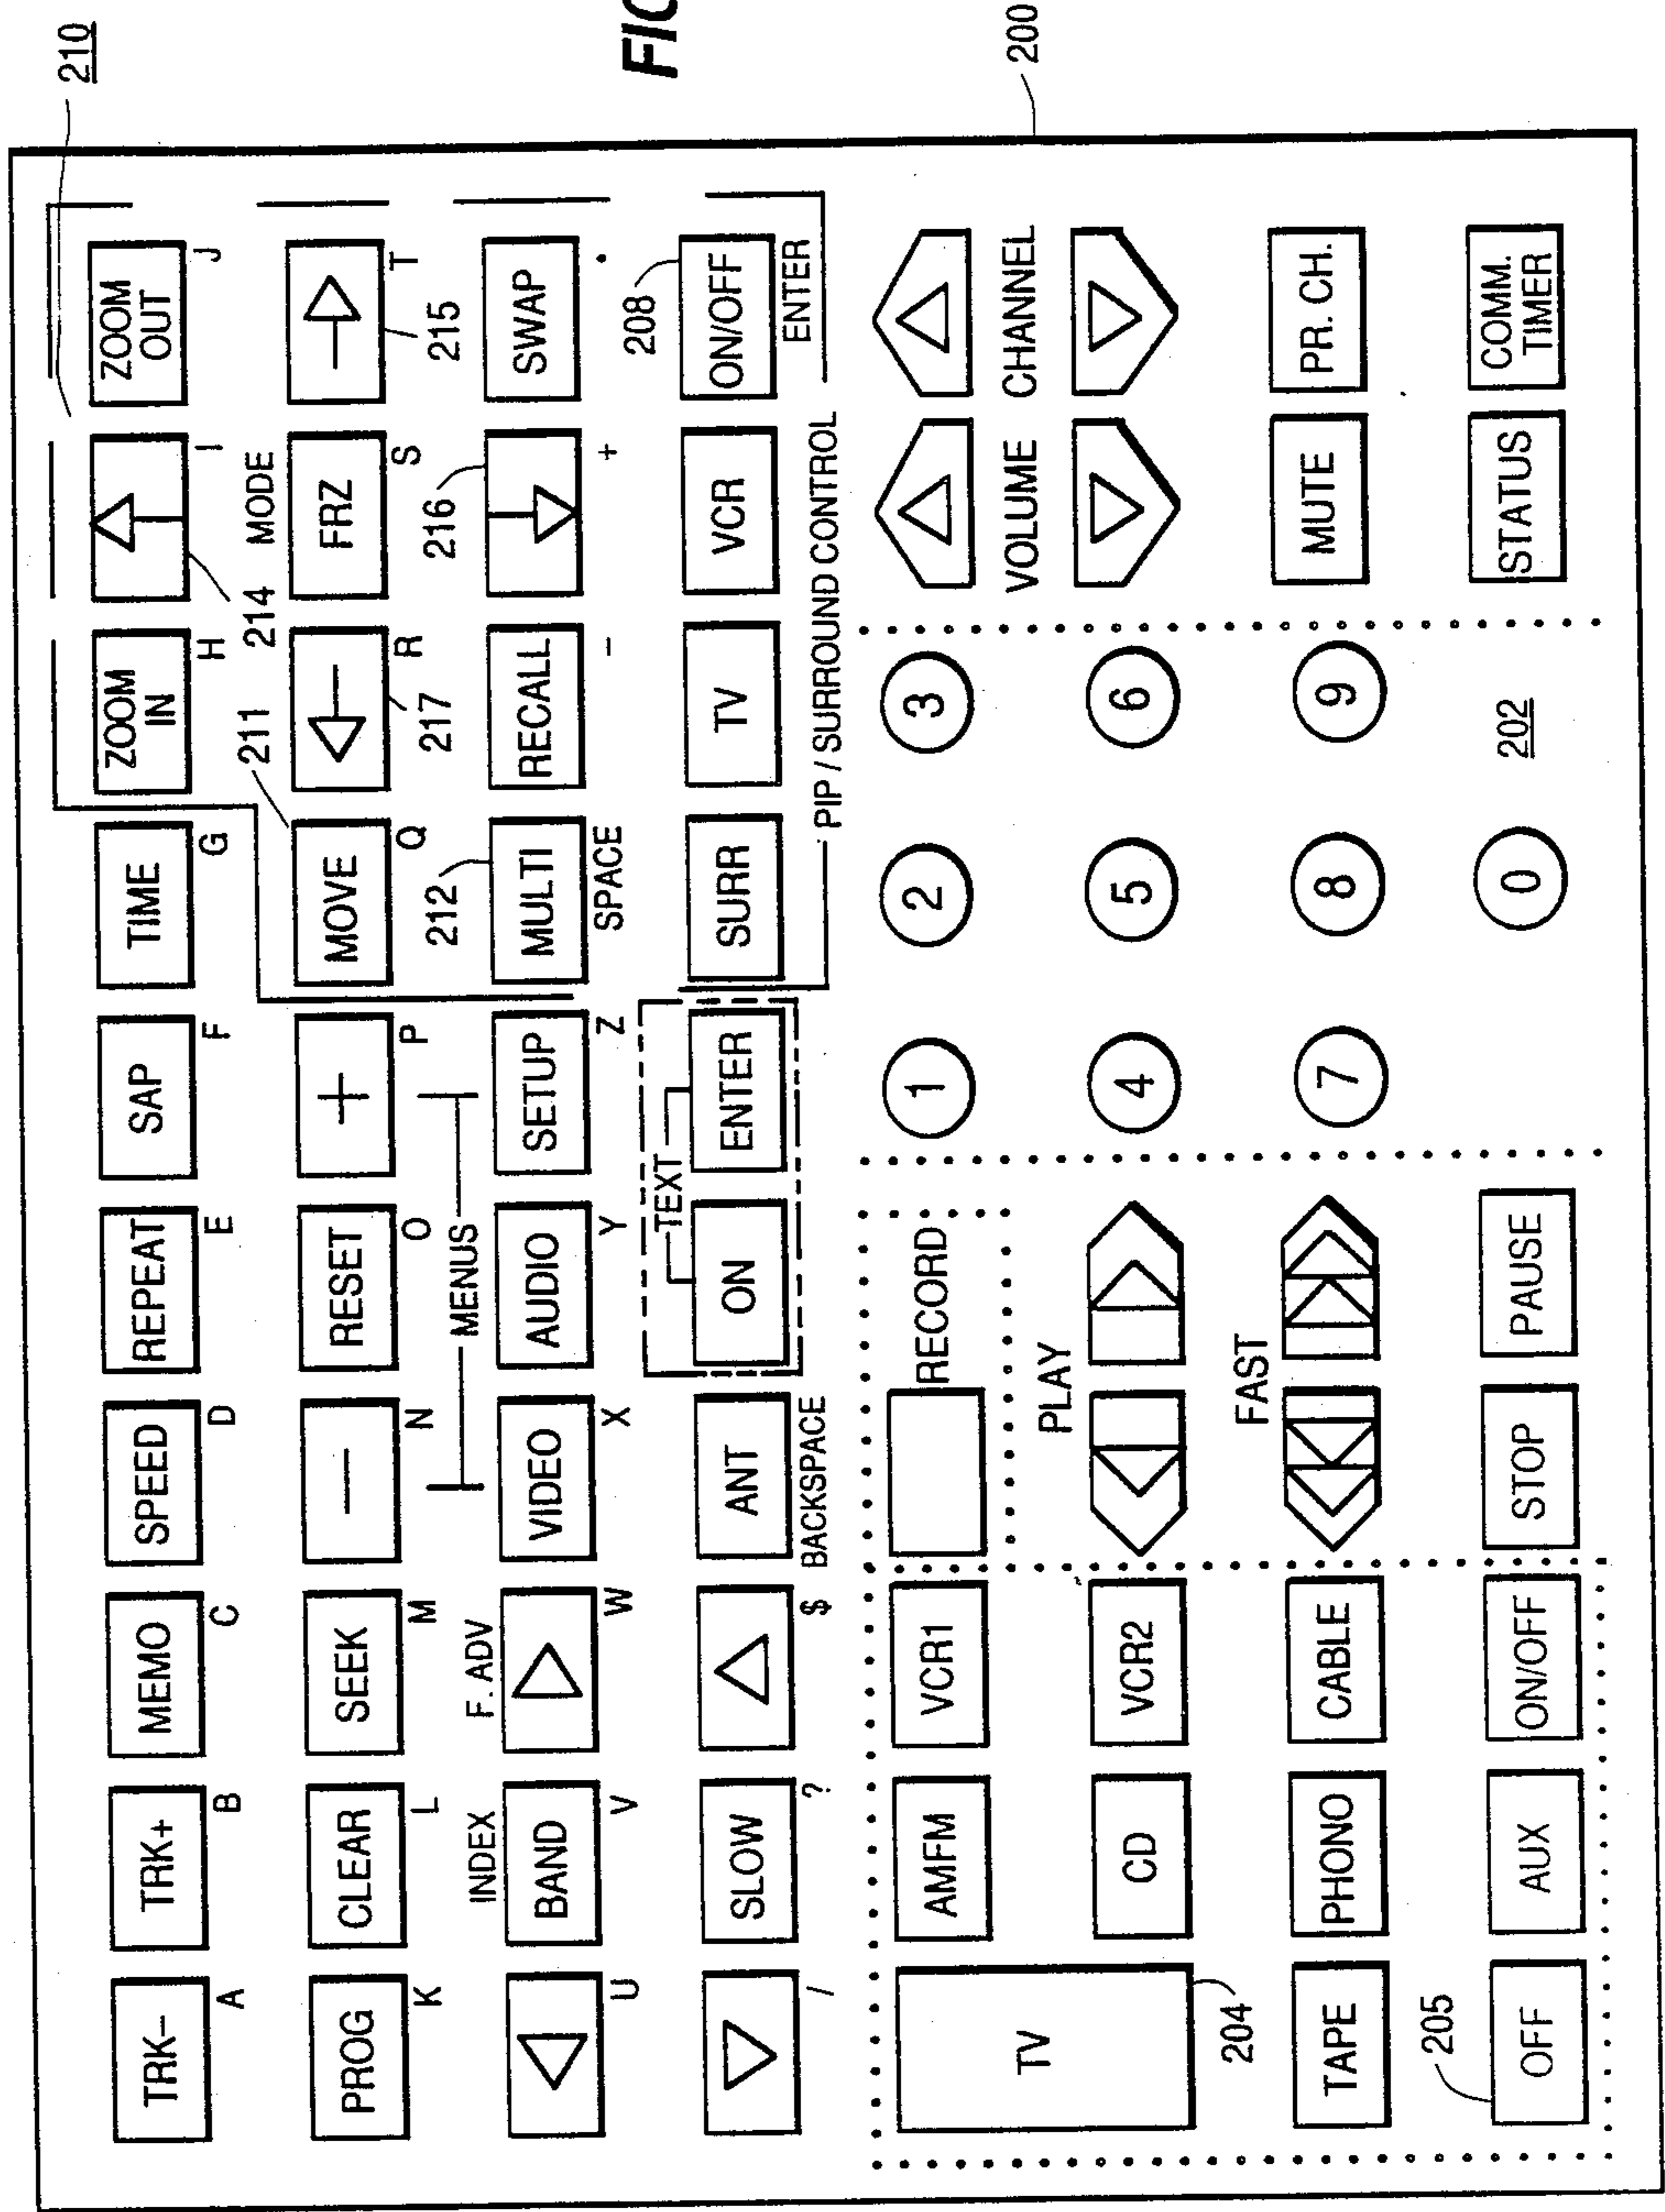 210
FIG
200
TRK– TRK+ MEMO SPEED REPEAT SAP TIME ZOOM IN ZOOM OUT
A B C D E F G H I J
211 214 MODE
PROG CLEAR SEEK — RESET + MOVE FRZ
K L M N O P Q R S T
INDEX F. ADV MENUS 212 217 216 215
BAND VIDEO AUDIO SETUP MULTI RECALL SWAP
U V W X Y Z SPACE – + .
TEXT 208
SLOW ANT ON ENTER SURR TV VCR ON/OFF
/ ? $ BACKSPACE ENTER
PIP / SURROUND CONTROL
TV AMFM VCR1 RECORD 1 2 3
PLAY VOLUME CHANNEL
CD VCR2 4 5 6
204 FAST
TAPE PHONO CABLE 7 8 9 MUTE PR. CH.
205 202
OFF AUX ON/OFF STOP PAUSE 0 STATUS COMM. TIMER